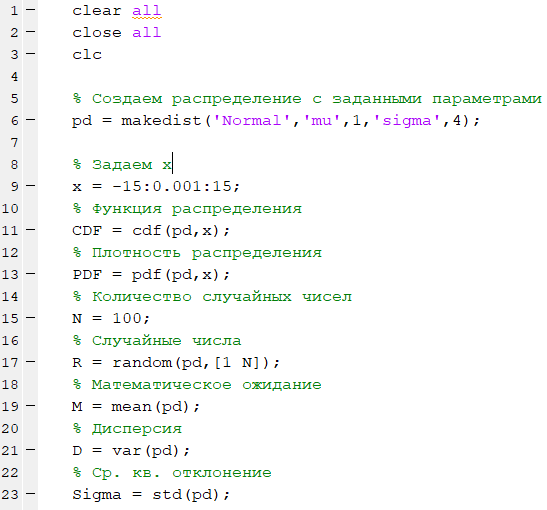 1 – clear all
2 – close all
3 – clc
4
5 % Создаем распределение с заданными параметрами
6 – pd = makedist('Normal','mu',1,'sigma',4);
7
8 % Задаем x
9 – x = -15:0.001:15;
10 % Функция распределения
11 – CDF = cdf(pd,x);
12 % Плотность распределения
13 – PDF = pdf(pd,x);
14 % Количество случайных чисел
15 – N = 100;
16 % Случайные числа
17 – R = random(pd,[1 N]);
18 % Математическое ожидание
19 – M = mean(pd);
20 % Дисперсия
21 – D = var(pd);
22 % Ср. кв. отклонение
23 – Sigma = std(pd);